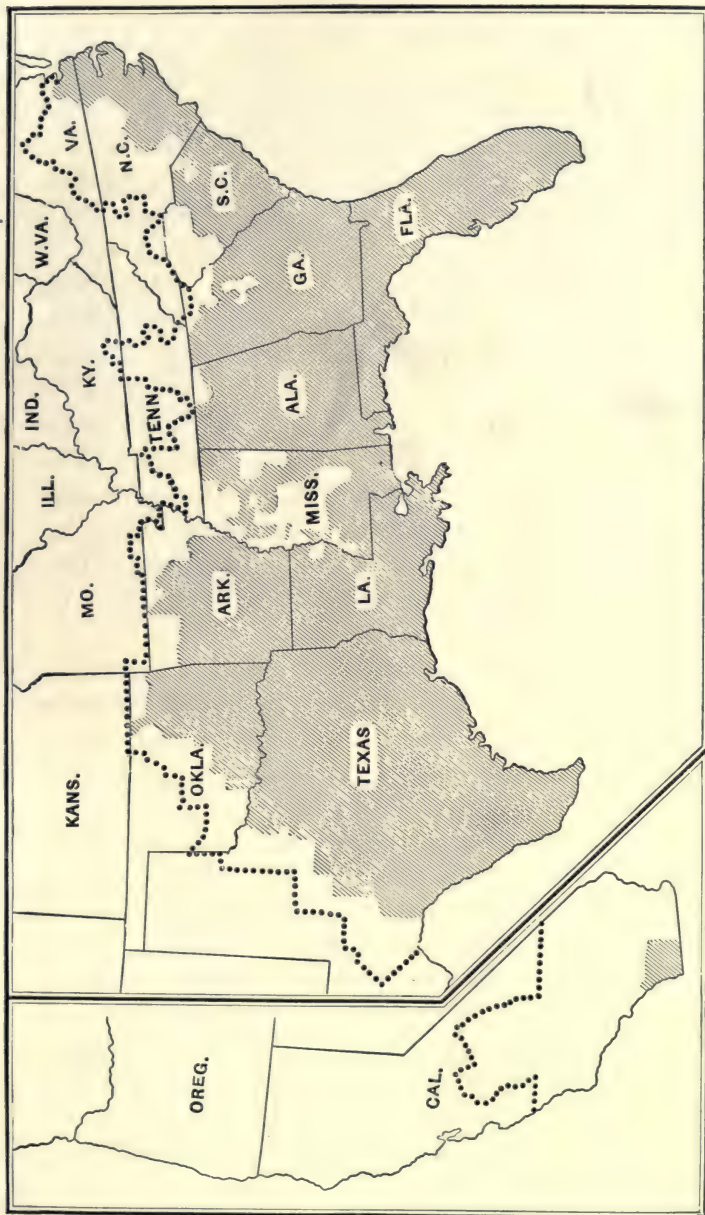 W.VA.
VA.
IND.
ILL.
KY.
MO.
KANS.
N.C.
TENN.
S.C.
OKLA.
ARK.
GA.
ALA.
MISS.
LA.
TEXAS
FLA.
OREG.
CAL.